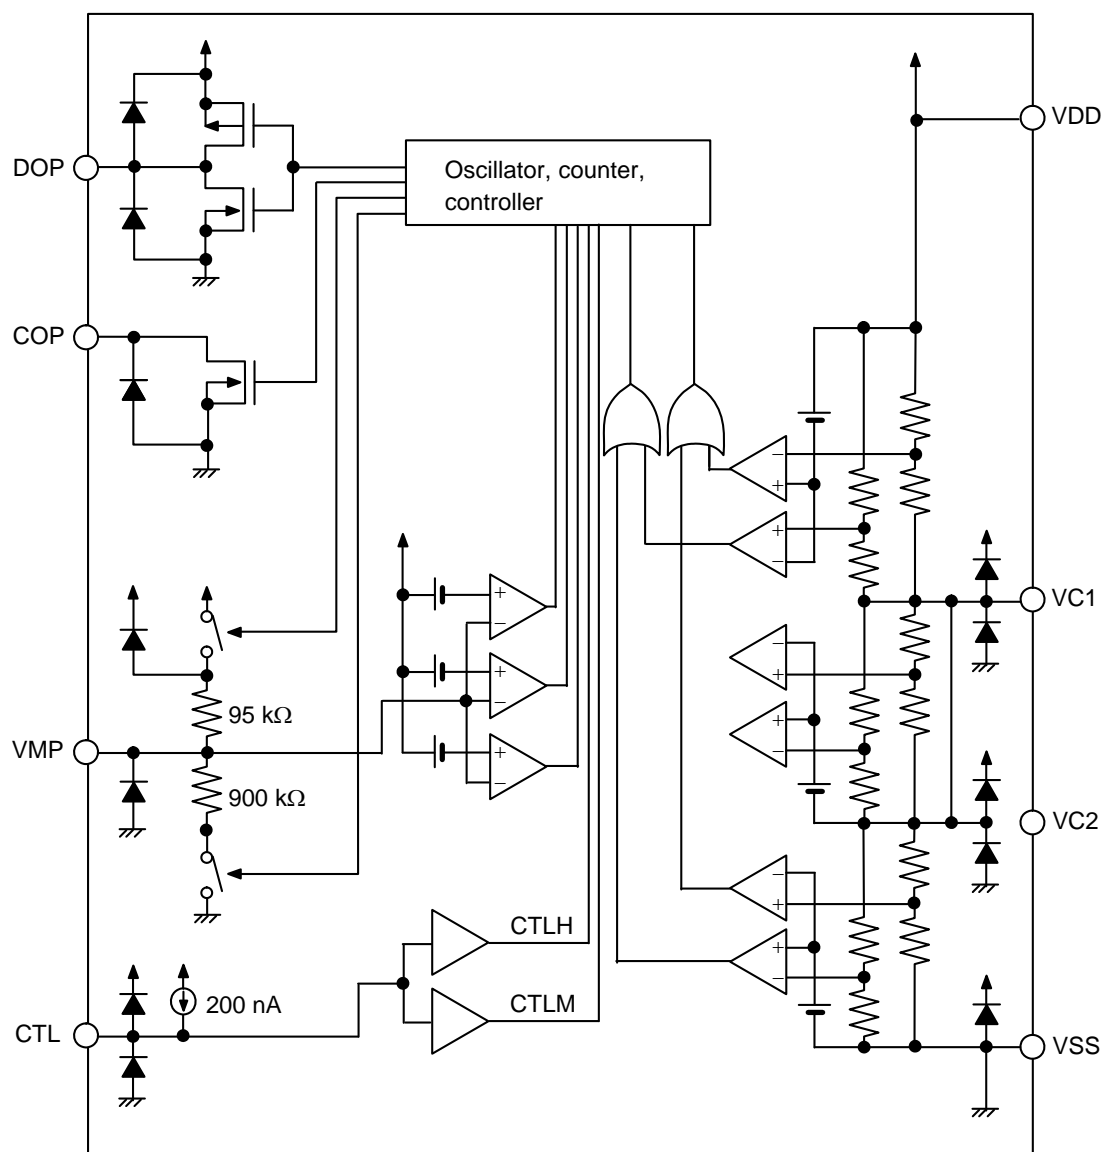 VDD
DOP
Oscillator, counter,
controller
COP
−
+
+
−
VC1
+
−
−
+
+
−
95 kΩ
+
−
VMP
+
−
900 kΩ
VC2
−
+
CTLH
+
−
200 nA
CTLM
CTL
VSS